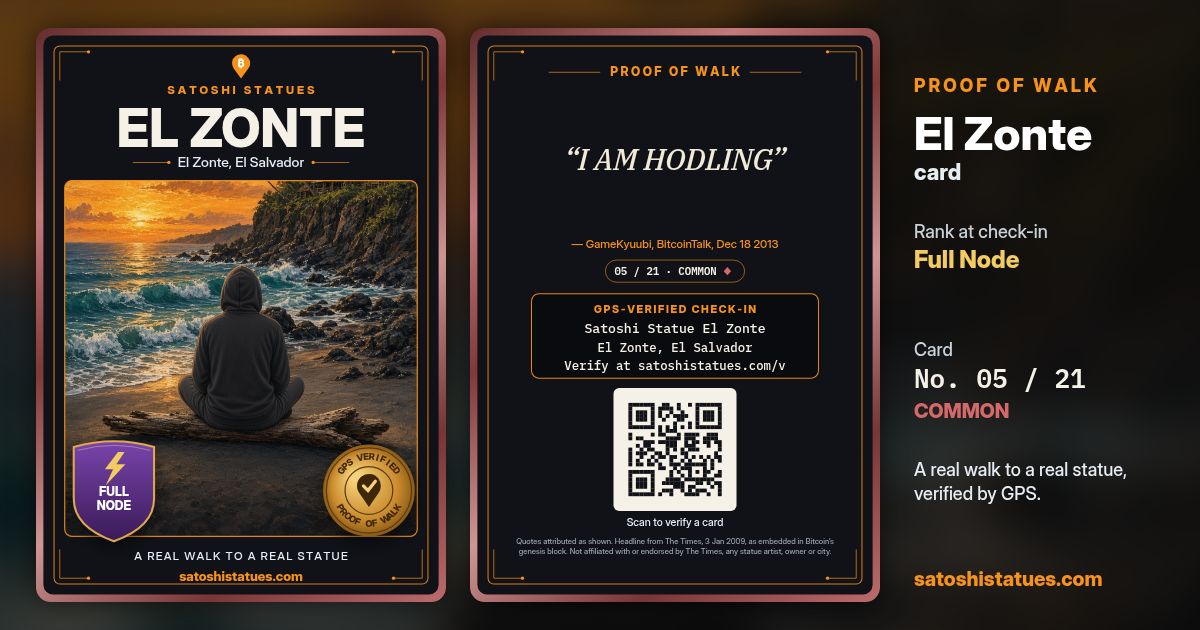 SATOSHI STATUES
EL ZONTE
El Zonte, El Salvador
FULL
NODE
GPS VERIFIED
PROOF OF WALK
A REAL WALK TO A REAL STATUE
satoshistatues.com
PROOF OF WALK
“I AM HODLING”
— GameKyuubi, BitcoinTalk, Dec 18 2013
05 / 21 · COMMON
GPS-VERIFIED CHECK-IN
Satoshi Statue El Zonte
El Zonte, El Salvador
Verify at satoshistatues.com/v
Scan to verify a card
Quotes attributed as shown. Headline from The Times, 3 Jan 2009, as embedded in Bitcoin's
genesis block. Not affiliated with or endorsed by The Times, any statue artist, owner or city.
PROOF OF WALK
El Zonte
card
Rank at check-in
Full Node
Card
No. 05 / 21
COMMON
A real walk to a real statue,
verified by GPS.
satoshistatues.com